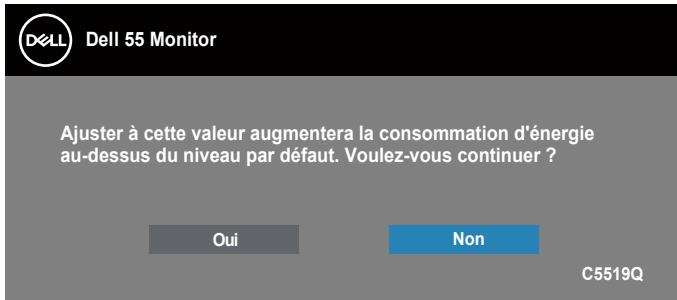 DELL Dell 55 Monitor
Ajuster à cette valeur augmentera la consommation d'énergie
au-dessus du niveau par défaut. Voulez-vous continuer ?
Oui Non
C5519Q